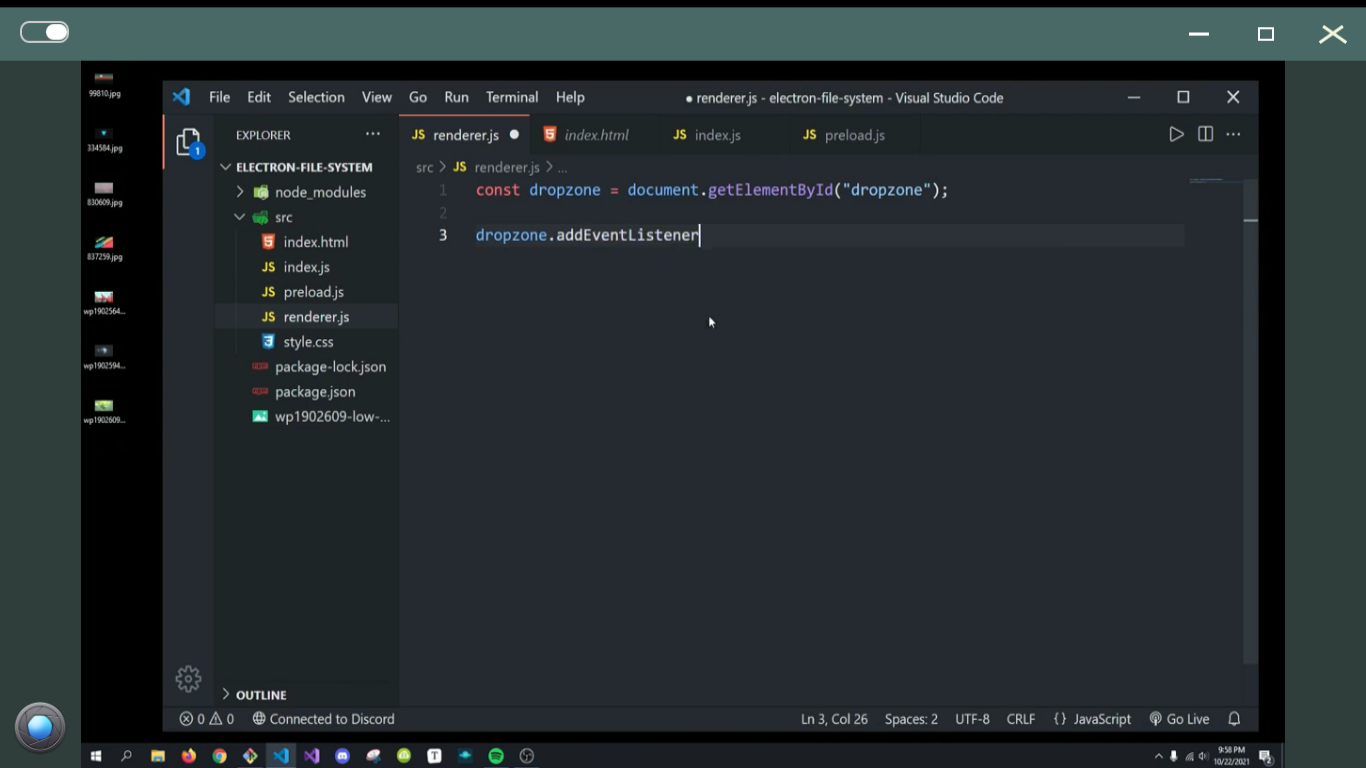 99810.jpg
334584.jpg
830609.jpg
837259.jpg
wp1902564...
wp1902594...
wp1902609...
File Edit Selection View Go Run Terminal Help
● renderer.js - electron-file-system - Visual Studio Code
EXPLORER
1
ELECTRON-FILE-SYSTEM
node_modules
src
index.html
JS index.js
JS preload.js
JS renderer.js
style.css
package-lock.json
package.json
wp1902609-low-...
OUTLINE
JS renderer.js ● index.html JS index.js JS preload.js
src > JS renderer.js > ...
1 const dropzone = document.getElementById("dropzone");
2
3 dropzone.addEventListener
0 0 Connected to Discord Ln 3, Col 26 Spaces: 2 UTF-8 CRLF {} JavaScript Go Live
9:58 PM
10/22/2021